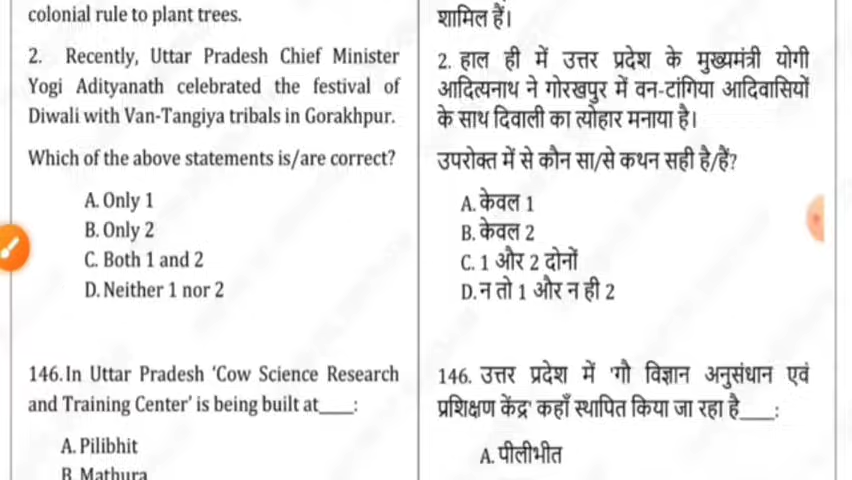 colonial rule to plant trees.
2. Recently, Uttar Pradesh Chief Minister
Yogi Adityanath celebrated the festival of
Diwali with Van-Tangiya tribals in Gorakhpur.
Which of the above statements is/are correct?
A. Only 1
B. Only 2
C. Both 1 and 2
D. Neither 1 nor 2
146. In Uttar Pradesh ‘Cow Science Research
and Training Center’ is being built at___:
A. Pilibhit
B. Mathura
शामिल हैं।
2. हाल ही में उत्तर प्रदेश के मुख्यमंत्री योगी
आदित्यनाथ ने गोरखपुर में वन-टांगिया आदिवासियों
के साथ दिवाली का त्योहार मनाया है।
उपरोक्त में से कौन सा/से कथन सही है/हैं?
A. केवल 1
B. केवल 2
C. 1 और 2 दोनों
D. न तो 1 और न ही 2
146. उत्तर प्रदेश में 'गौ विज्ञान अनुसंधान एवं
प्रशिक्षण केंद्र' कहाँ स्थापित किया जा रहा है___:
A. पीलीभीत